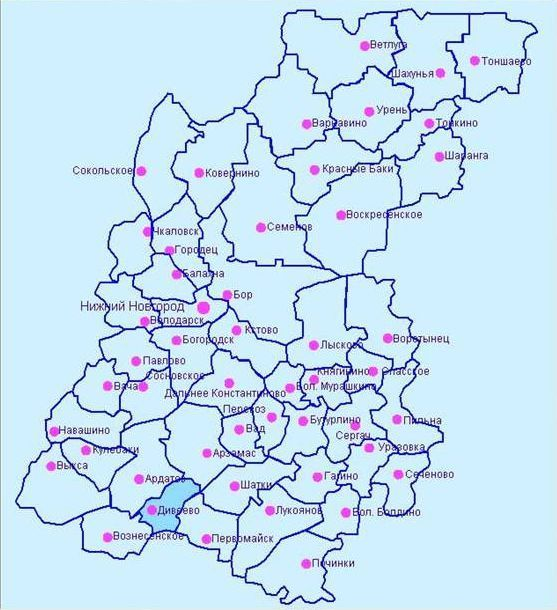 Ветлуга
Шахунья
Тоншаево
Варнавино
Урень
Тонкино
Шаранга
Сокольское
Ковернино
Красные Баки
Воскресенское
Семенов
Чкаловск
Городец
Балахна
Бор
Нижний Новгород
Володарск
Кстово
Богородск
Лысково
Воротынец
Павлово
Сосновское
Вача
Княгинино
Спасское
Дальнее Константиново
Бол. Мурашкино
Перевоз
Вад
Бутурлино
Сергач
Пильна
Навашино
Кулебаки
Уразовка
Выкса
Арзамас
Ардатов
Шатки
Гагино
Сеченово
Дивеево
Лукоянов
Бол. Болдино
Вознесенское
Первомайск
Починки